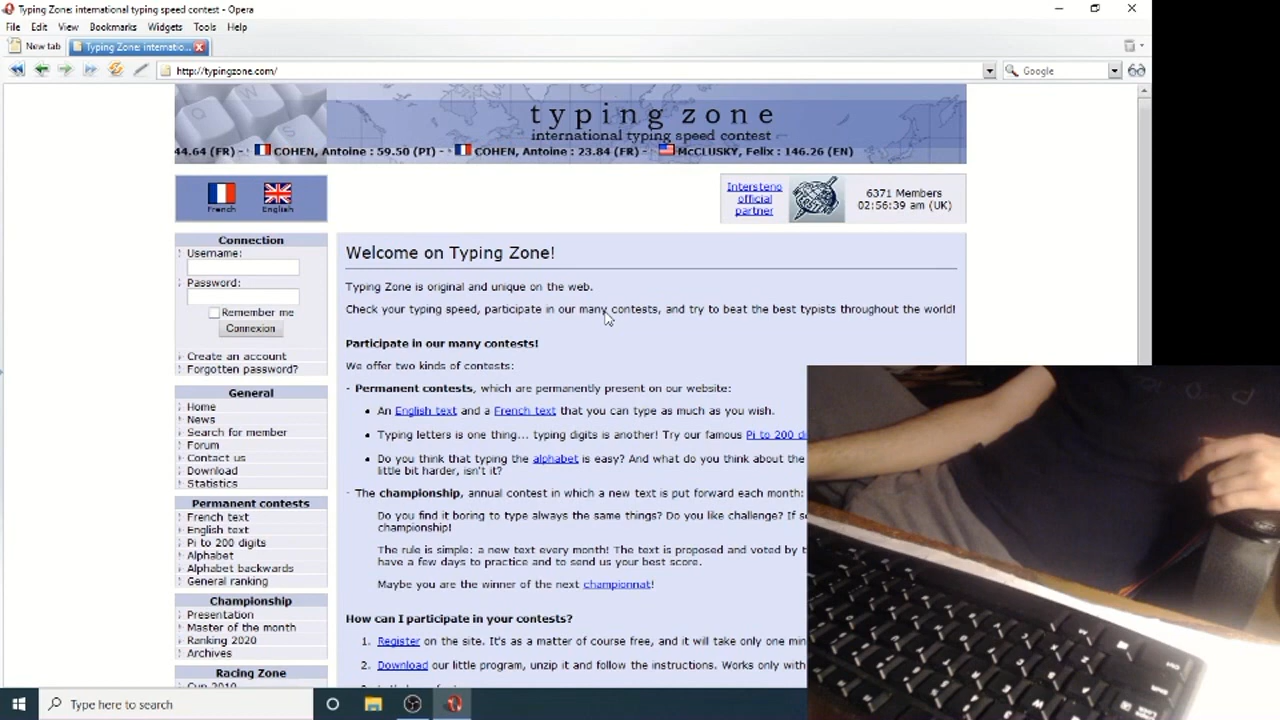 Typing Zone: international typing speed contest - Opera
File Edit View Bookmarks Widgets Tools Help
New tab
Typing Zone: internatio...
http://typingzone.com/
Google
typing zone
international typing speed contest
44.64 (FR) - COHEN, Antoine : 59.50 (PI) - COHEN, Antoine : 23.84 (FR) - McCLUSKY, Felix : 146.26 (EN)
French English
Intersteno
official
partner
6371 Members
02:56:39 am (UK)
Connection
Username:
Password:
Remember me
Connexion
Create an account
Forgotten password?
General
Home
News
Search for member
Forum
Contact us
Download
Statistics
Permanent contests
French text
English text
Pi to 200 digits
Alphabet
Alphabet backwards
General ranking
Championship
Presentation
Master of the month
Ranking 2020
Archives
Racing Zone
Cup 2010
Welcome on Typing Zone!
Typing Zone is original and unique on the web.
Check your typing speed, participate in our many contests, and try to beat the best typists throughout the world!
Participate in our many contests!
We offer two kinds of contests:
- Permanent contests, which are permanently present on our website:
An English text and a French text that you can type as much as you wish.
Typing letters is one thing... typing digits is another! Try our famous Pi to 200 di
Do you think that typing the alphabet is easy? And what do you think about the
little bit harder, isn't it?
- The championship, annual contest in which a new text is put forward each month:
Do you find it boring to type always the same things? Do you like challenge? If so
championship!
The rule is simple: a new text every month! The text is proposed and voted by t
have a few days to practice and to send us your best score.
Maybe you are the winner of the next championnat!
How can I participate in your contests?
1. Register on the site. It's as a matter of course free, and it will take only one min
2. Download our little program, unzip it and follow the instructions. Works only with
Type here to search